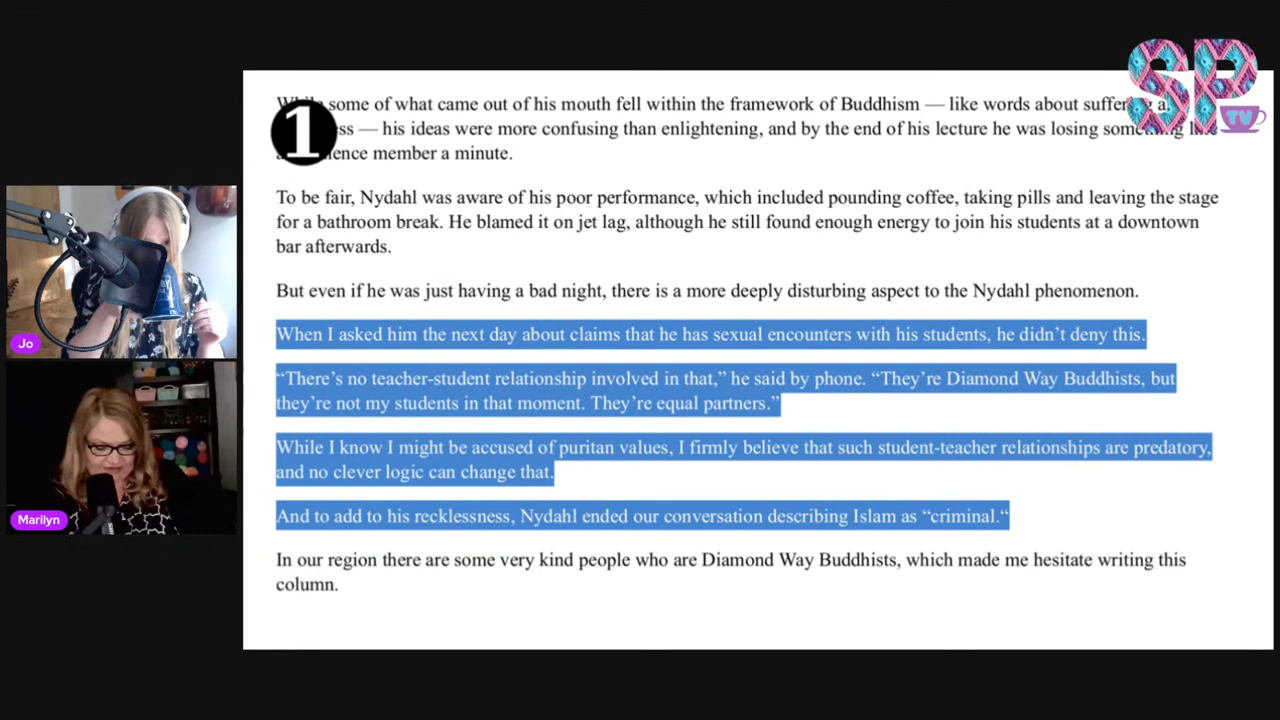 SP
TV
1
some of what came out of his mouth fell within the framework of Buddhism — like words about
— his ideas were more confusing than enlightening, and by the end of his lecture he was losing
member a minute.
To be fair, Nydahl was aware of his poor performance, which included pounding coffee, taking pills and leaving the stage
for a bathroom break. He blamed it on jet lag, although he still found enough energy to join his students at a downtown
bar afterwards.
But even if he was just having a bad night, there is a more deeply disturbing aspect to the Nydahl phenomenon.
When I asked him the next day about claims that he has sexual encounters with his students, he didn’t deny this.
“There’s no teacher-student relationship involved in that,” he said by phone. “They’re Diamond Way Buddhists, but
they’re not my students in that moment. They’re equal partners.”
While I know I might be accused of puritan values, I firmly believe that such student-teacher relationships are predatory,
and no clever logic can change that.
And to add to his recklessness, Nydahl ended our conversation describing Islam as “criminal.“
In our region there are some very kind people who are Diamond Way Buddhists, which made me hesitate writing this
column.
Jo
Marilyn